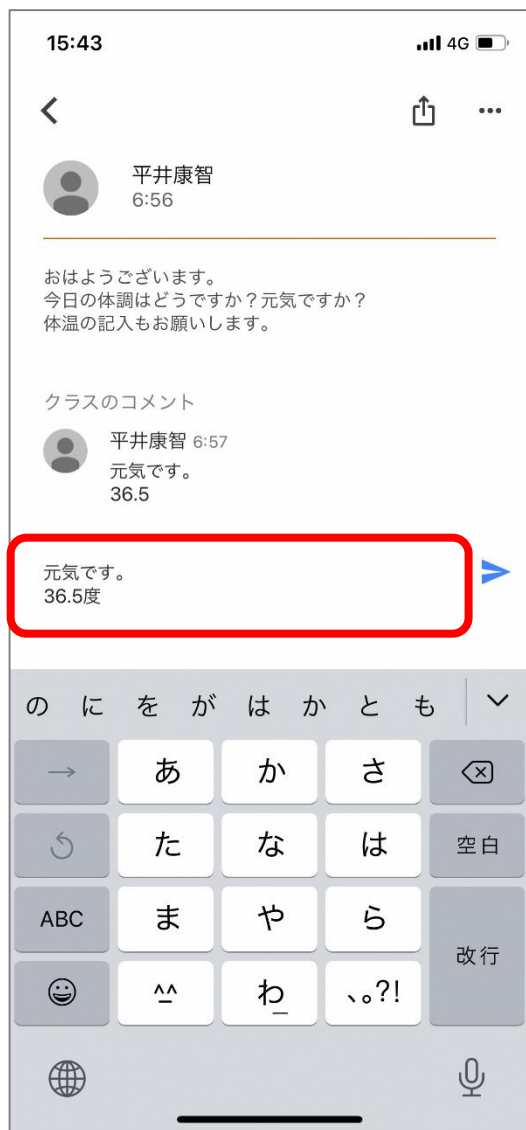 15:43
4G
平井康智
6:56
おはようございます。
今日の体調はどうですか？元気ですか？
体温の記入もお願いします。
クラスのコメント
平井康智 6:57
元気です。
36.5
元気です。
36.5度
の に を が は か と も
→ あ か さ
た な は 空白
ABC ま や ら
改行
^^ わ 、。?!